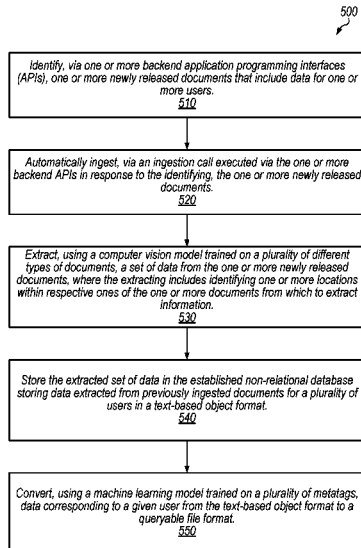 500
Identify, via one or more backend application programming interfaces
(APIs), one or more newly released documents that include data for one or
more users.
510
Automatically ingest, via an ingestion call executed via the one or more
backend APIs in response to the identifying, the one or more newly released
documents.
520
Extract, using a computer vision model trained on a plurality of different
types of documents, a set of data from the one or more newly released
documents, where the extracting includes identifying one or more locations
within respective ones of the one or more documents from which to extract
information.
530
Store the extracted set of data in the established non-relational database
storing data extracted from previously ingested documents for a plurality of
users in a text-based object format.
540
Convert, using a machine learning model trained on a plurality of metatags,
data corresponding to a given user from the text-based object format to a
queryable file format.
550